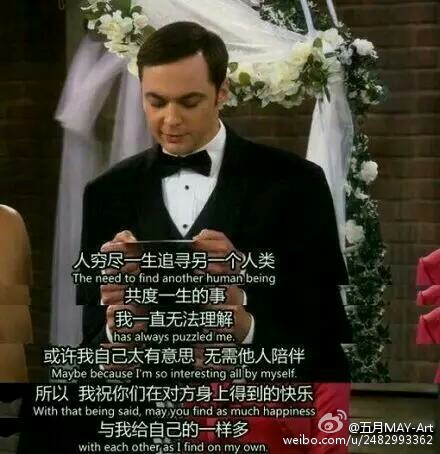 人穷尽一生追寻另一个人类
The need to find another human being
共度一生的事
我一直无法理解
has always puzzled me.
或许我自己太有意思 无需他人陪伴
Maybe because I'm so interesting all by myself.
所以 我祝你们在对方身上得到的快乐
With that being said, may you find as much happiness
与我给自己的一样多
with each other as I find on my own.
@五月MAY-Art
weibo.com/u/2482993362